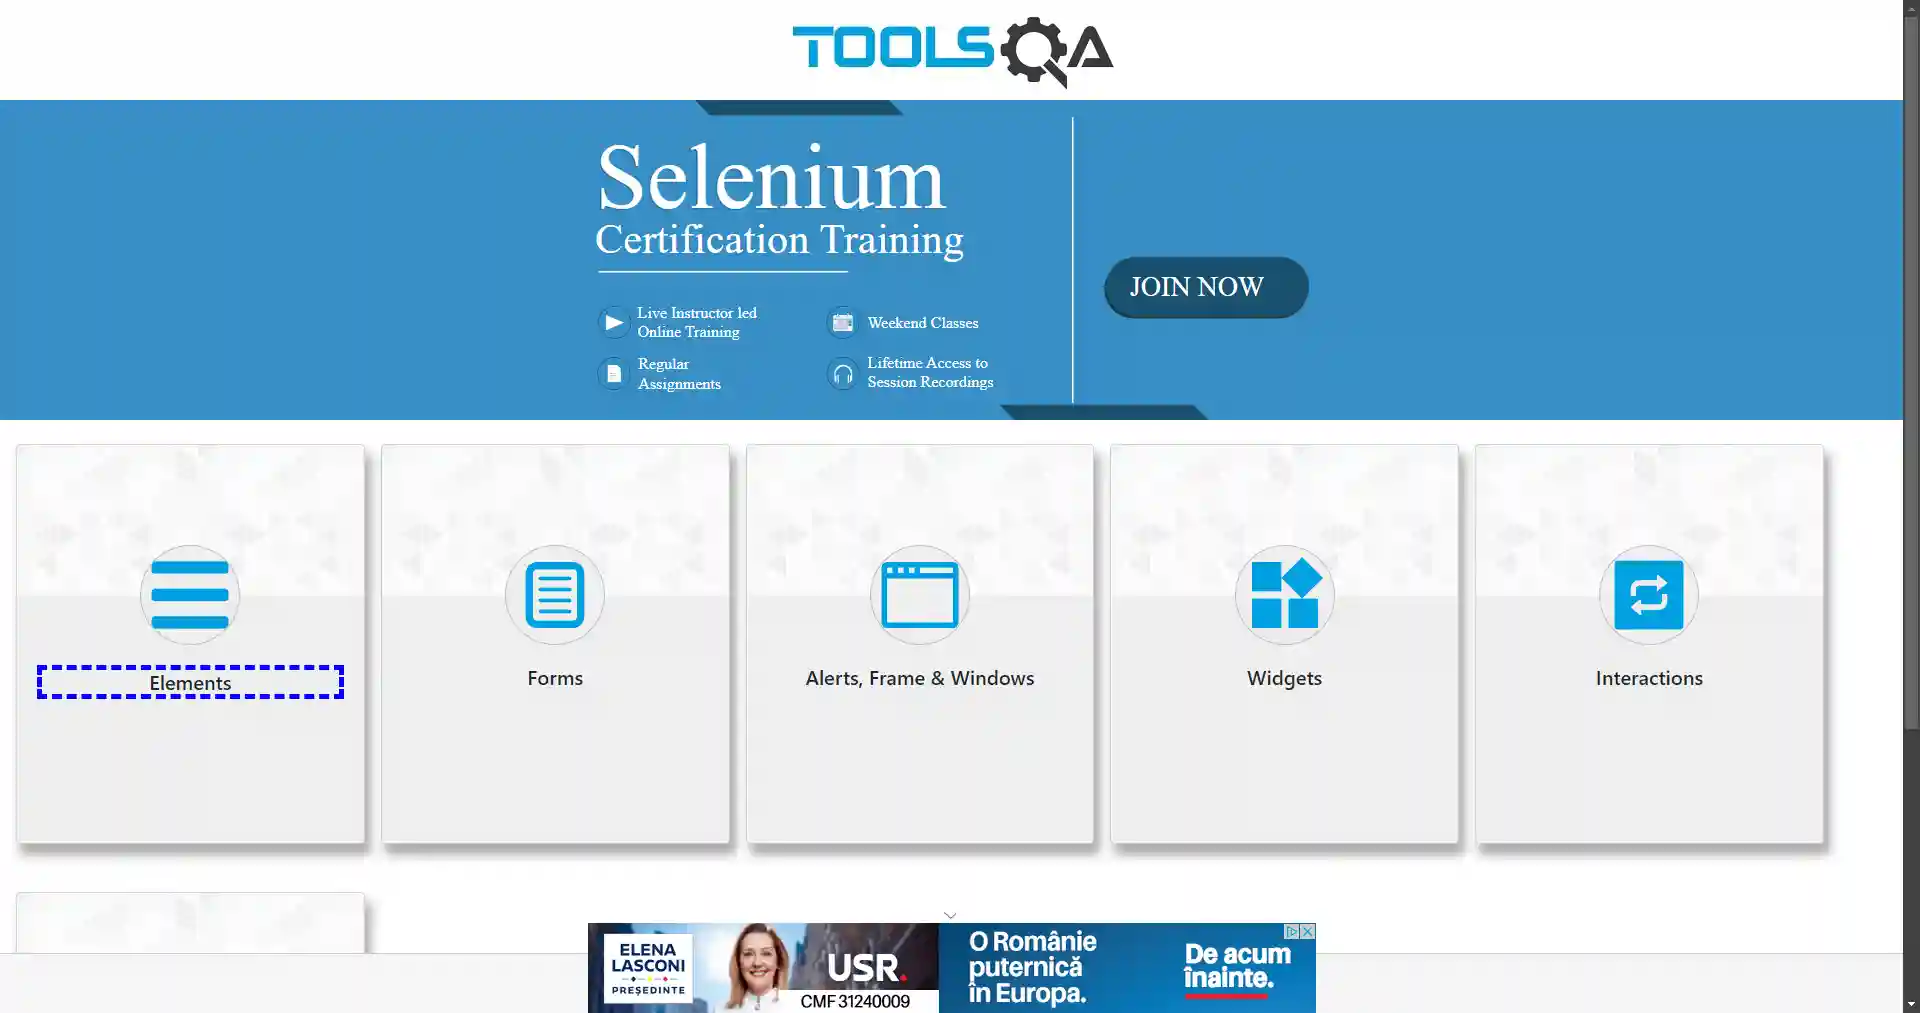 TOOLSQA
Selenium
Certification Training
JOIN NOW
Live Instructor led
Online Training
Weekend Classes
Regular
Assignments
Lifetime Access to
Session Recordings
Elements
Forms
Alerts, Frame & Windows
Widgets
Interactions
ELENA
LASCONI
PREȘEDINTE
USR.
CMF 31240009
O Românie
puternică
în Europa.
De acum
înainte.